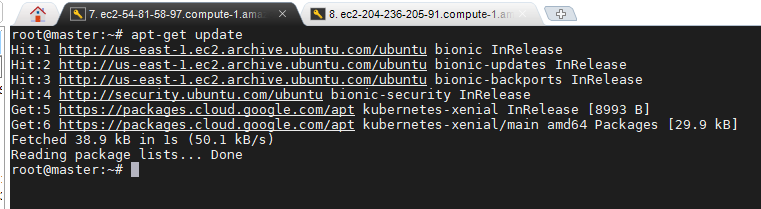 7. ec2-54-81-58-97.compute-1.ama
8. ec2-204-236-205-91.compute-1.a
root@master:~# apt-get update
Hit:1 http://us-east-1.ec2.archive.ubuntu.com/ubuntu bionic InRelease
Hit:2 http://us-east-1.ec2.archive.ubuntu.com/ubuntu bionic-updates InRelease
Hit:3 http://us-east-1.ec2.archive.ubuntu.com/ubuntu bionic-backports InRelease
Hit:4 http://security.ubuntu.com/ubuntu bionic-security InRelease
Get:5 https://packages.cloud.google.com/apt kubernetes-xenial InRelease [8993 B]
Get:6 https://packages.cloud.google.com/apt kubernetes-xenial/main amd64 Packages [29.9 kB]
Fetched 38.9 kB in 1s (50.1 kB/s)
Reading package lists... Done
root@master:~#